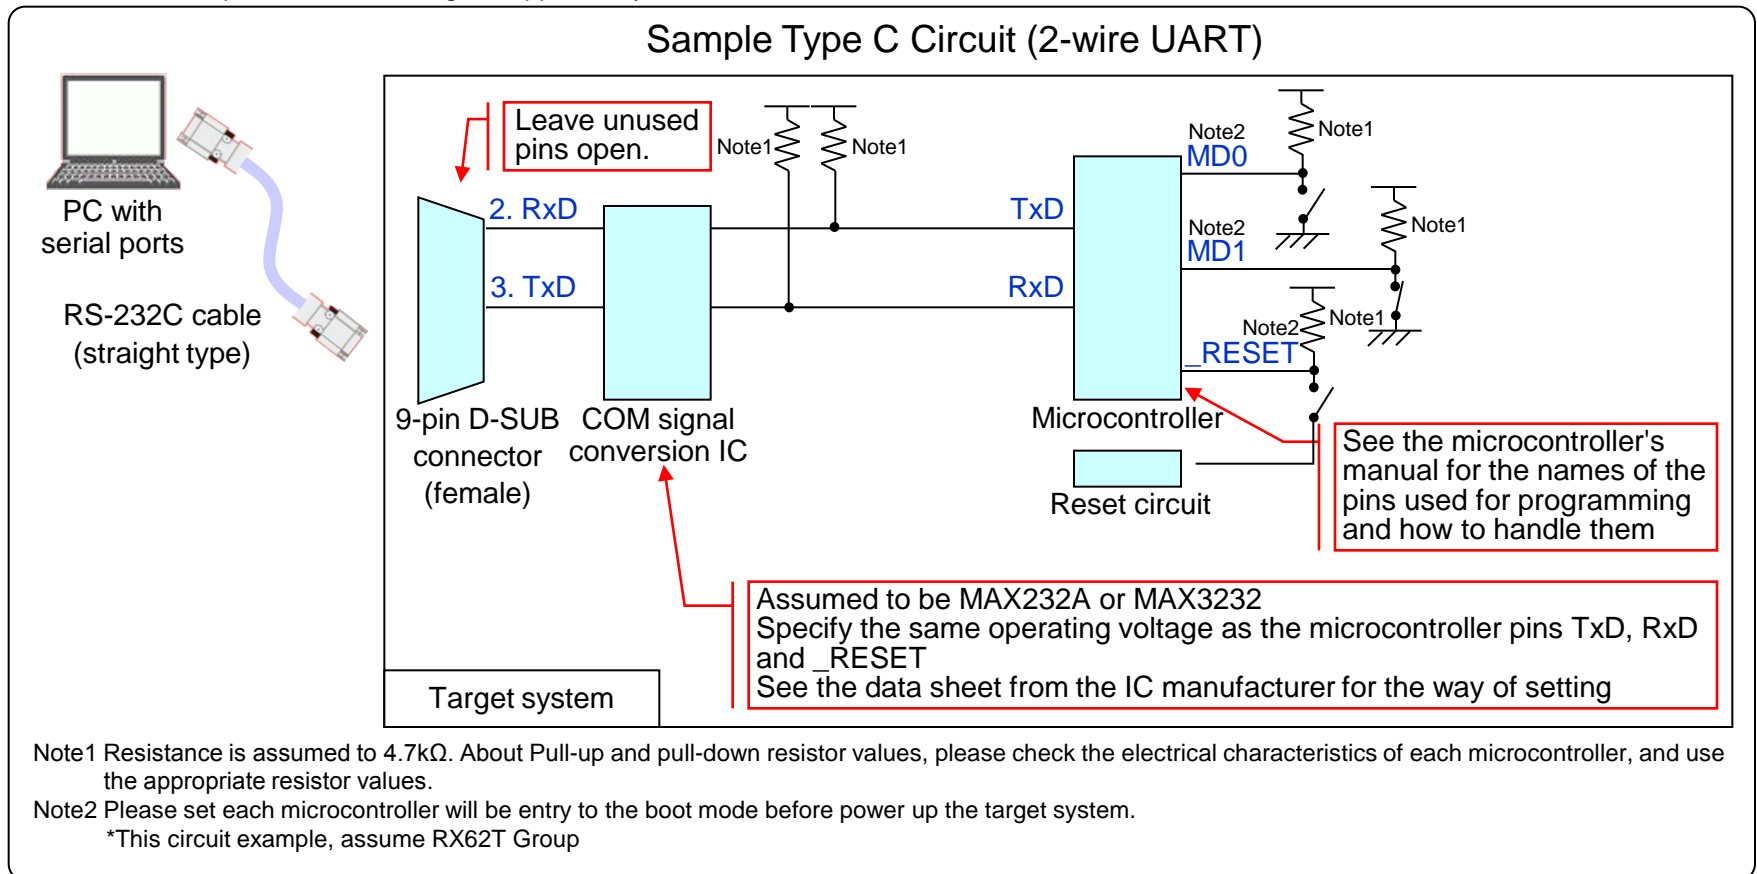 Sample Type C Circuit (2-wire UART)
PC with
serial ports
RS-232C cable
(straight type)
Leave unused
pins open.
2. RxD
3. TxD
9-pin D-SUB
connector
(female)
COM signal
conversion IC
Note1
Note1
TxD
RxD
Note2
MD0
Note1
Note2
MD1
Note1
Note2
Note1
_RESET
Microcontroller
Reset circuit
See the microcontroller's
manual for the names of the
pins used for programming
and how to handle them
Assumed to be MAX232A or MAX3232
Specify the same operating voltage as the microcontroller pins TxD, RxD
and _RESET
See the data sheet from the IC manufacturer for the way of setting
Target system
Note1 Resistance is assumed to 4.7kΩ. About Pull-up and pull-down resistor values, please check the electrical characteristics of each microcontroller, and use
the appropriate resistor values.
Note2 Please set each microcontroller will be entry to the boot mode before power up the target system.
*This circuit example, assume RX62T Group